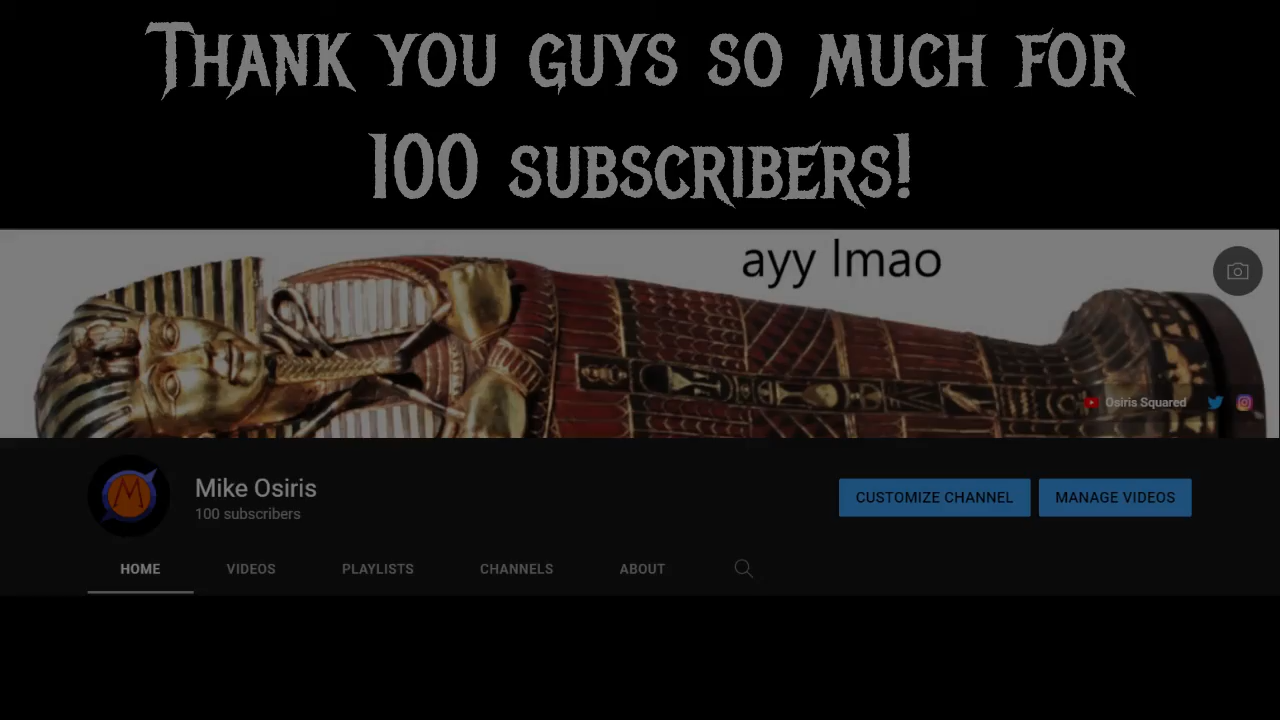 Thank you guys so much for
100 subscribers!
ayy lmao
Osiris Squared
Mike Osiris
100 subscribers
CUSTOMIZE CHANNEL
MANAGE VIDEOS
HOME
VIDEOS
PLAYLISTS
CHANNELS
ABOUT